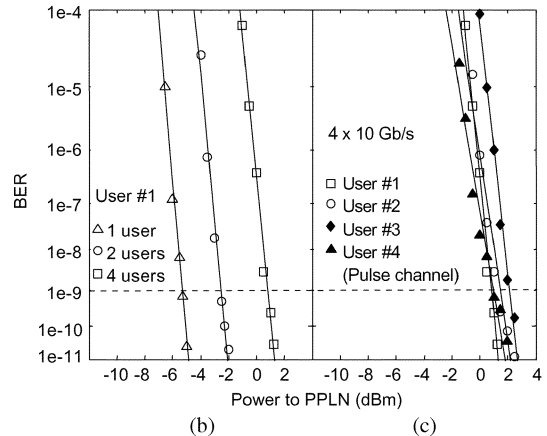 1e-4
1e-5
1e-6
1e-7
1e-8
1e-9
1e-10
1e-11
BER
User #1
1 user
2 users
4 users
4 x 10 Gb/s
User #1
User #2
User #3
User #4
(Pulse channel)
-10 -8 -6 -4 -2 0 2
-10 -8 -6 -4 -2 0 2 4
Power to PPLN (dBm)
(b) (c)